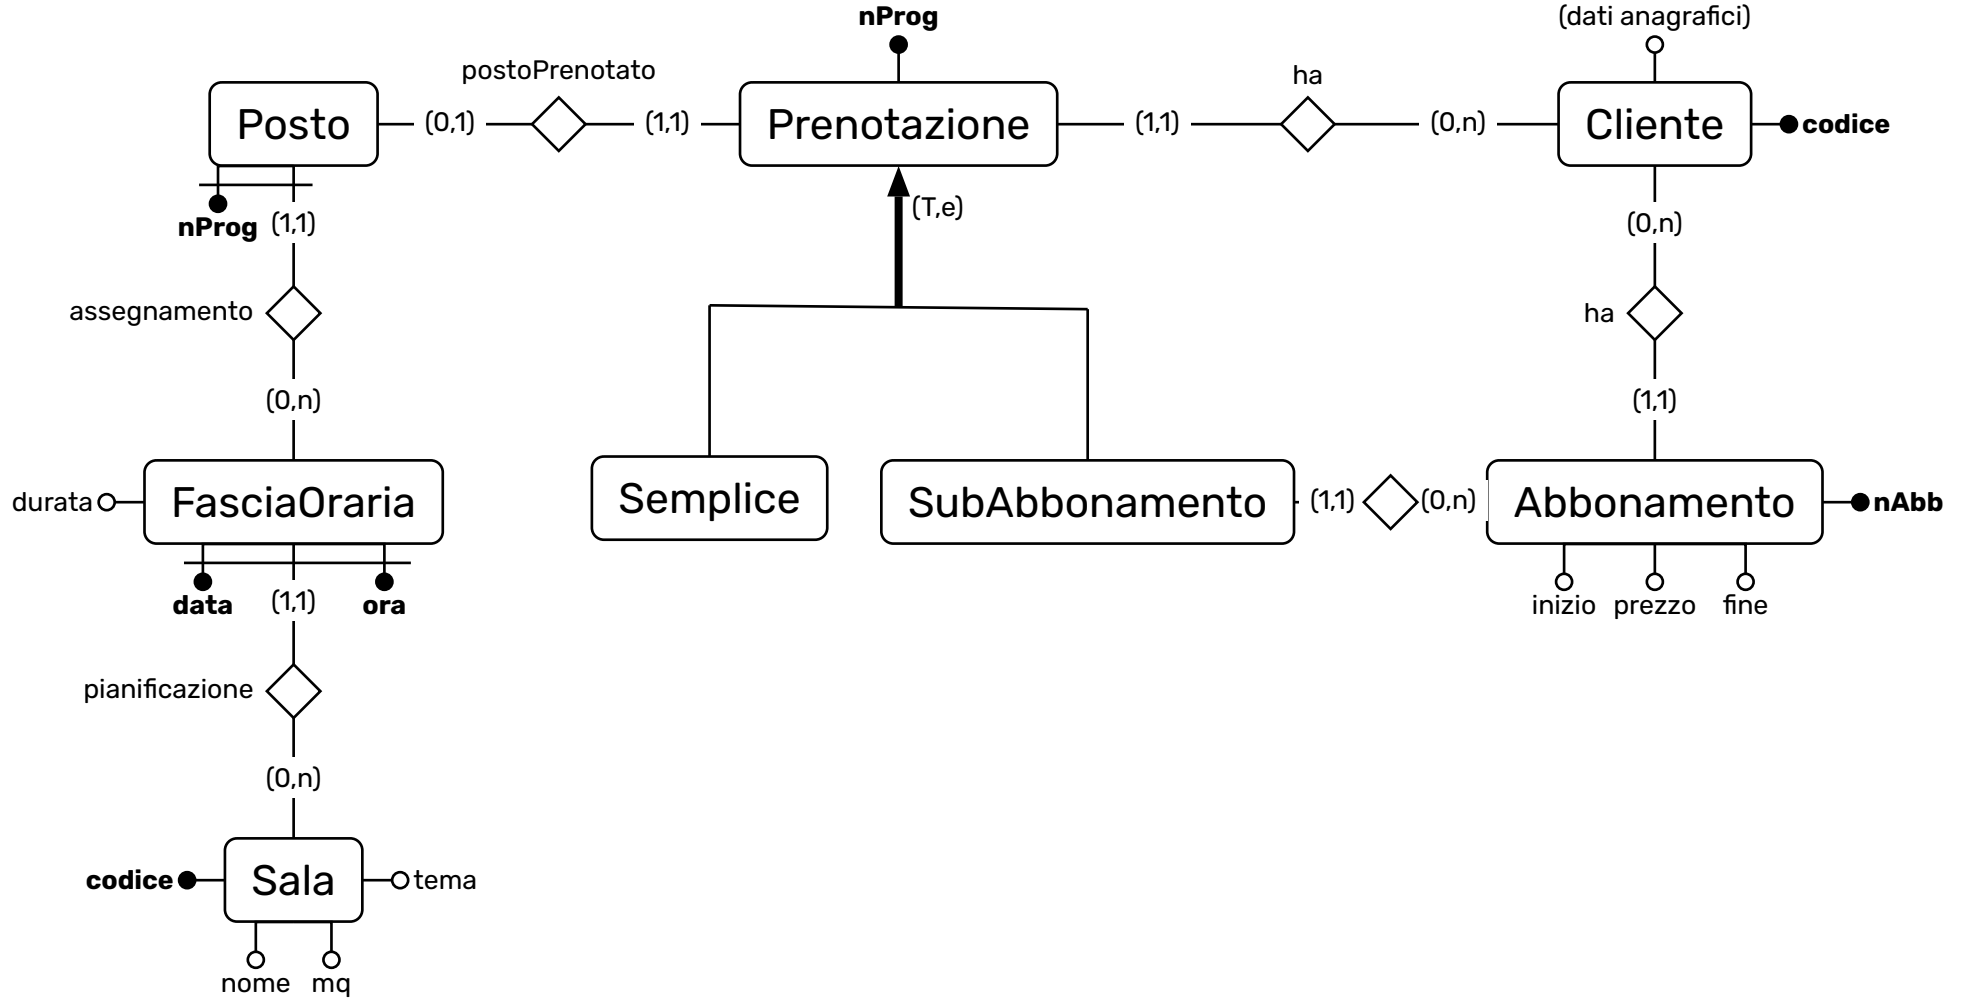 nProg
(dati anagrafici)
postoPrenotato
ha
Posto
(0,1)
(1,1)
Prenotazione
(1,1)
(0,n)
Cliente
codice
nProg
(1,1)
(T,e)
(0,n)
assegnamento
ha
(0,n)
(1,1)
durata
FasciaOraria
Semplice
SubAbbonamento
(1,1)
(0,n)
Abbonamento
nAbb
data
(1,1)
ora
inizio
prezzo
fine
pianificazione
(0,n)
codice
Sala
tema
nome
mq